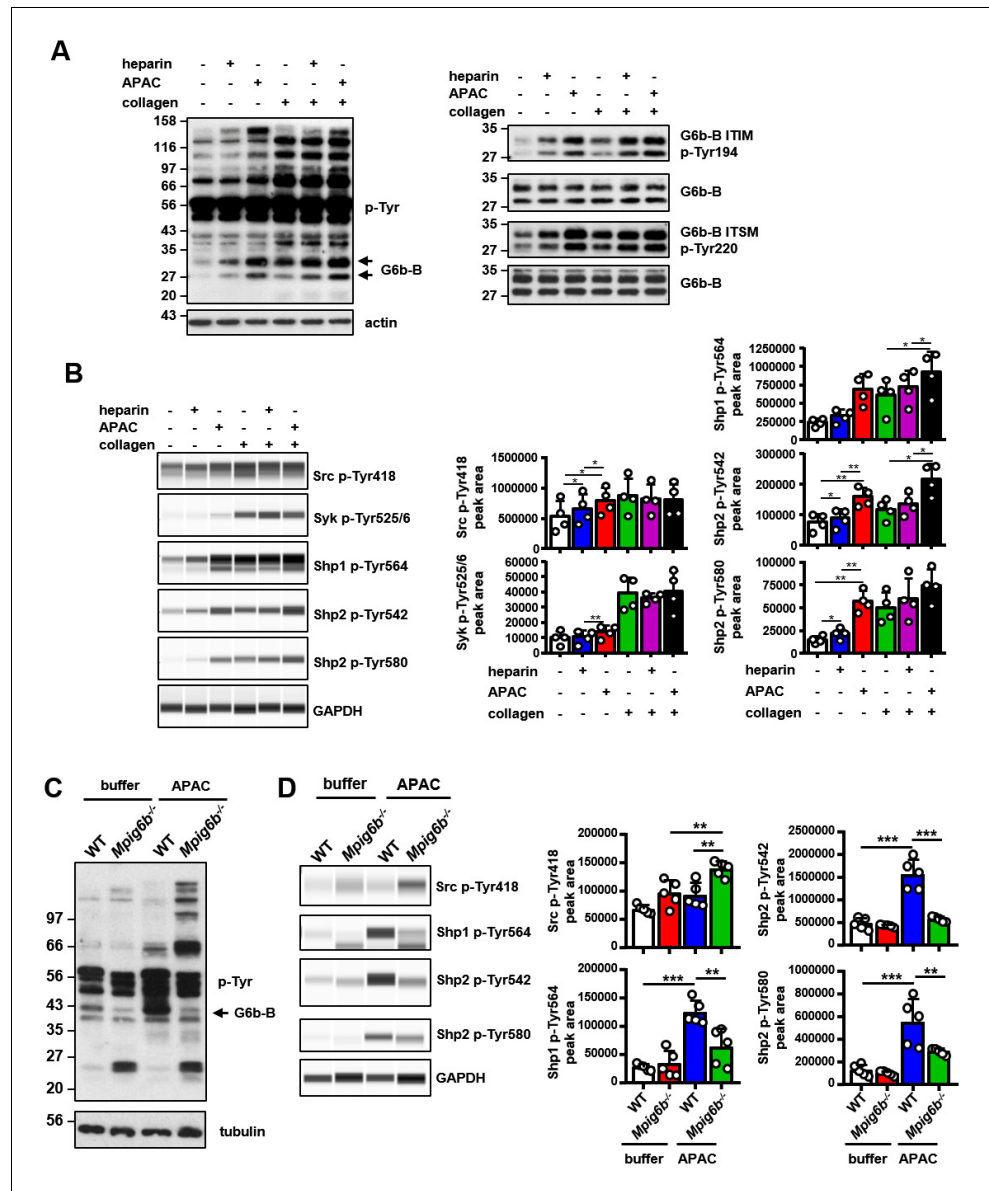 A
heparin - + - - + -
APAC - - + - - +
collagen - - - + + +
158
116
97
66
56
43
35
27
20
p-Tyr
G6b-B
43
actin
heparin - + - - + -
APAC - - + - - +
collagen - - - + + +
35
27
G6b-B ITIM
p-Tyr194
35
27
G6b-B
35
27
G6b-B ITSM
p-Tyr220
35
27
G6b-B
B
heparin - + - - + -
APAC - - + - - +
collagen - - - + + +
Src p-Tyr418
Syk p-Tyr525/6
Shp1 p-Tyr564
Shp2 p-Tyr542
Shp2 p-Tyr580
GAPDH
Src p-Tyr418
peak area
1500000
1000000
500000
0
* *
Syk p-Tyr525/6
peak area
60000
50000
40000
30000
20000
10000
0
**
heparin - + - - + -
APAC - - + - - +
collagen - - - + + +
Shp1 p-Tyr564
peak area
1250000
1000000
750000
500000
250000
0
* *
Shp2 p-Tyr542
peak area
300000
200000
100000
0
* ** ** * *
Shp2 p-Tyr580
peak area
100000
75000
50000
25000
0
* ** **
heparin - + - - + -
APAC - - + - - +
collagen - - - + + +
C
buffer APAC
WT Mpig6b-/- WT Mpig6b-/-
97
66
56
43
35
27
20
p-Tyr
G6b-B
56
tubulin
D
buffer APAC
WT Mpig6b-/- WT Mpig6b-/-
Src p-Tyr418
Shp1 p-Tyr564
Shp2 p-Tyr542
Shp2 p-Tyr580
GAPDH
Src p-Tyr418
peak area
200000
150000
100000
50000
0
**
**
Shp1 p-Tyr564
peak area
200000
150000
100000
50000
0
*** **
WT Mpig6b-/- WT Mpig6b-/-
buffer APAC
Shp2 p-Tyr542
peak area
2500000
2000000
1500000
1000000
500000
0
*** ***
Shp2 p-Tyr580
peak area
1000000
800000
600000
400000
200000
0
*** **
WT Mpig6b-/- WT Mpig6b-/-
buffer APAC